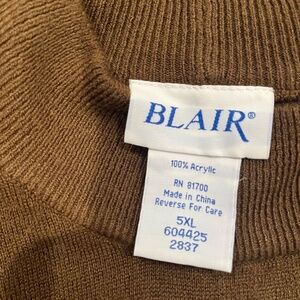 BLAIR®
100% Acrylic
RN 81700
Made in China
Reverse For Care
5XL
604425
2837